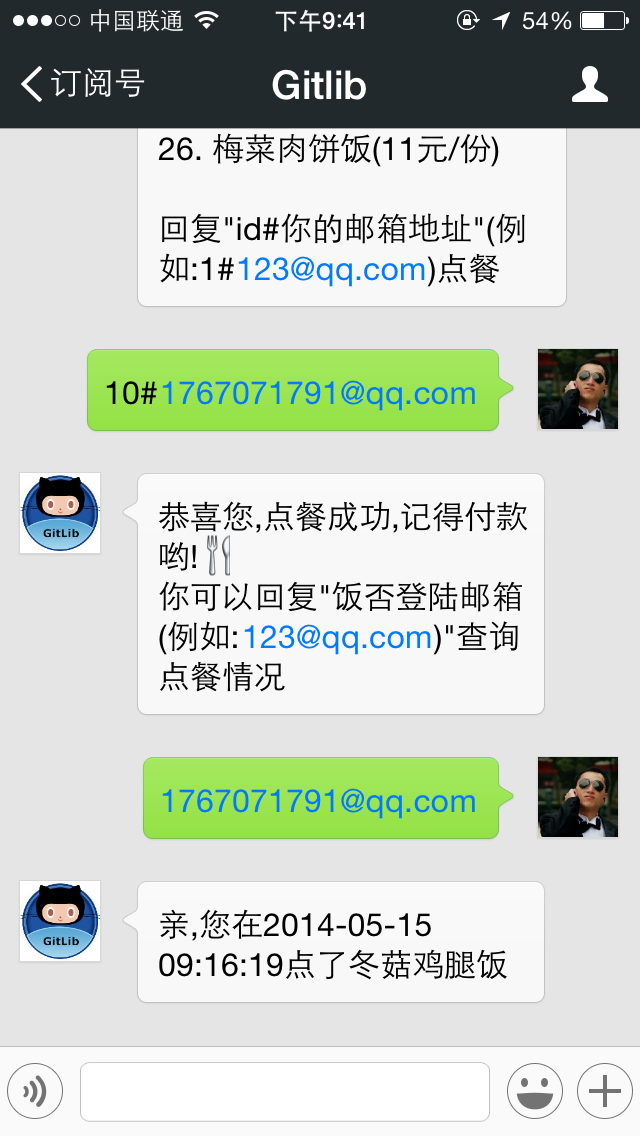 中国联通 下午9:41 54%
订阅号 Gitlib
26. 梅菜肉饼饭(11元/份)
回复"id#你的邮箱地址"(例
如:1#123@qq.com)点餐
10#1767071791@qq.com
GitLib
恭喜您,点餐成功,记得付款
哟!🍴
你可以回复"饭否登陆邮箱
(例如:123@qq.com)"查询
点餐情况
1767071791@qq.com
GitLib
亲,您在2014-05-15
09:16:19点了冬菇鸡腿饭